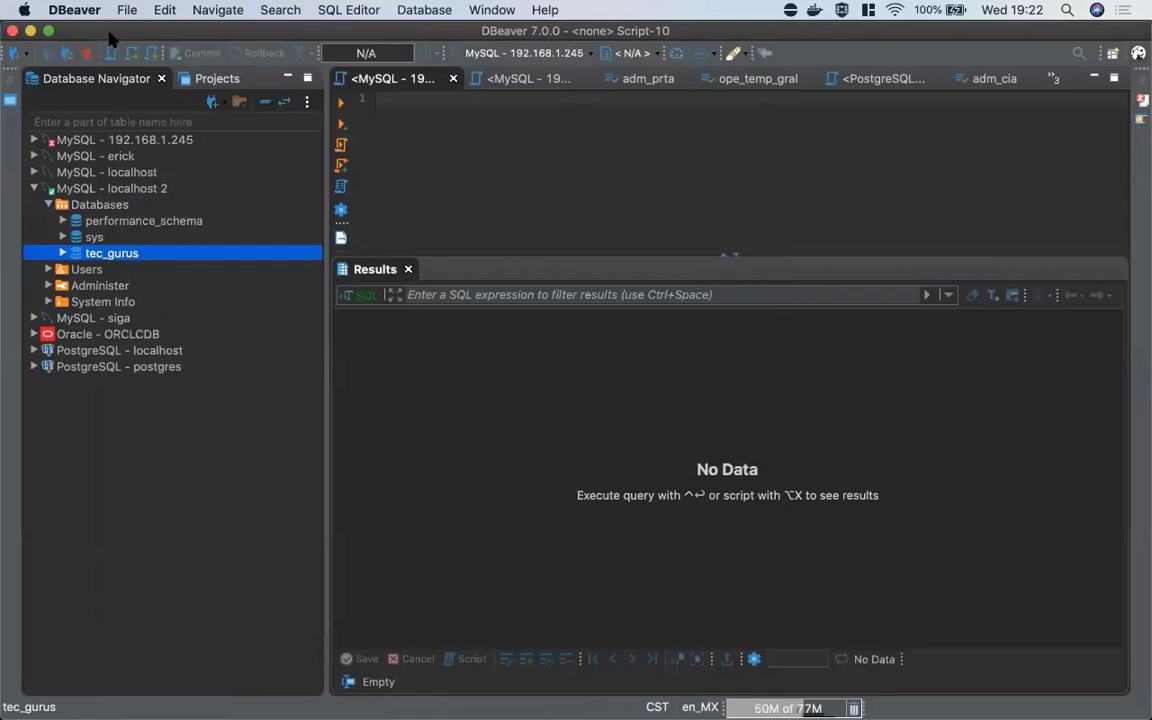 DBeaver File Edit Navigate Search SQL Editor Database Window Help 100% Wed 19:22
DBeaver 7.0.0 - <none> Script-10
Commit Rollback T N/A MySQL - 192.168.1.245 < N/A >
Database Navigator Projects
<MySQL - 19... <MySQL - 19... adm_prta ope_temp_gral <PostgreSQL... adm_cia »3
Enter a part of table name here
1
MySQL - 192.168.1.245
MySQL - erick
MySQL - localhost
MySQL - localhost 2
Databases
performance_schema
sys
tec_gurus
Users
Administer
System Info
MySQL - siga
Oracle - ORCLCDB
PostgreSQL - localhost
PostgreSQL - postgres
Results
SQL Enter a SQL expression to filter results (use Ctrl+Space)
No Data
Execute query with ^↩ or script with ⌥X to see results
Save Cancel Script No Data
Empty
tec_gurus CST en_MX 50M of 77M